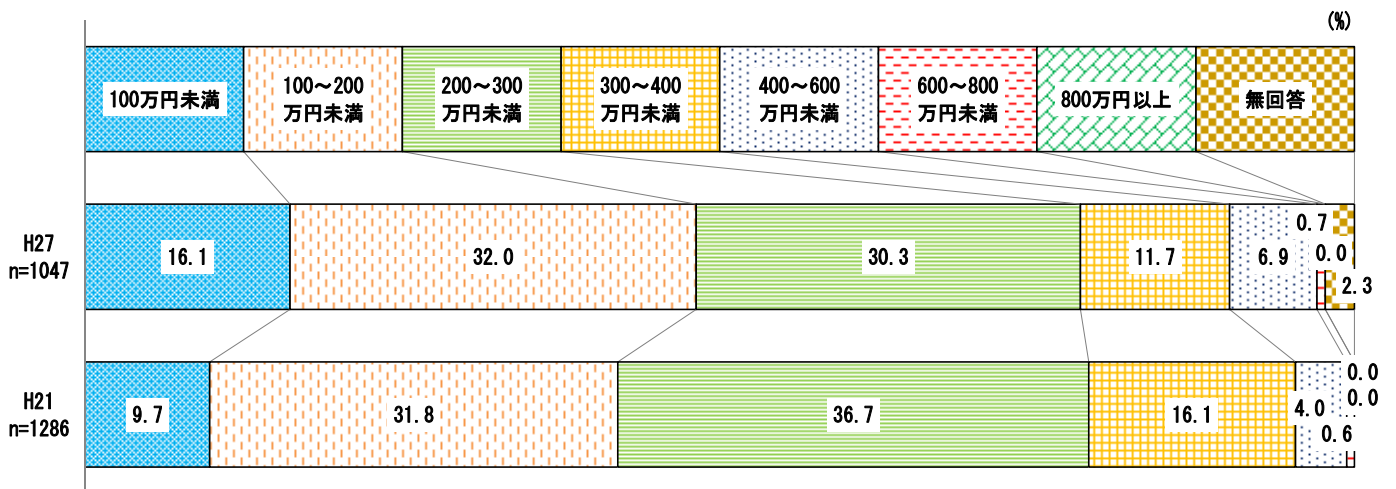 (%)
100万円未満
100～200
万円未満
200～300
万円未満
300～400
万円未満
400～600
万円未満
600～800
万円未満
800万円以上
無回答
H27
n=1047
16.1
32.0
30.3
11.7
6.9
0.7
0.0
2.3
H21
n=1286
9.7
31.8
36.7
16.1
4.0
0.6
0.0
0.0